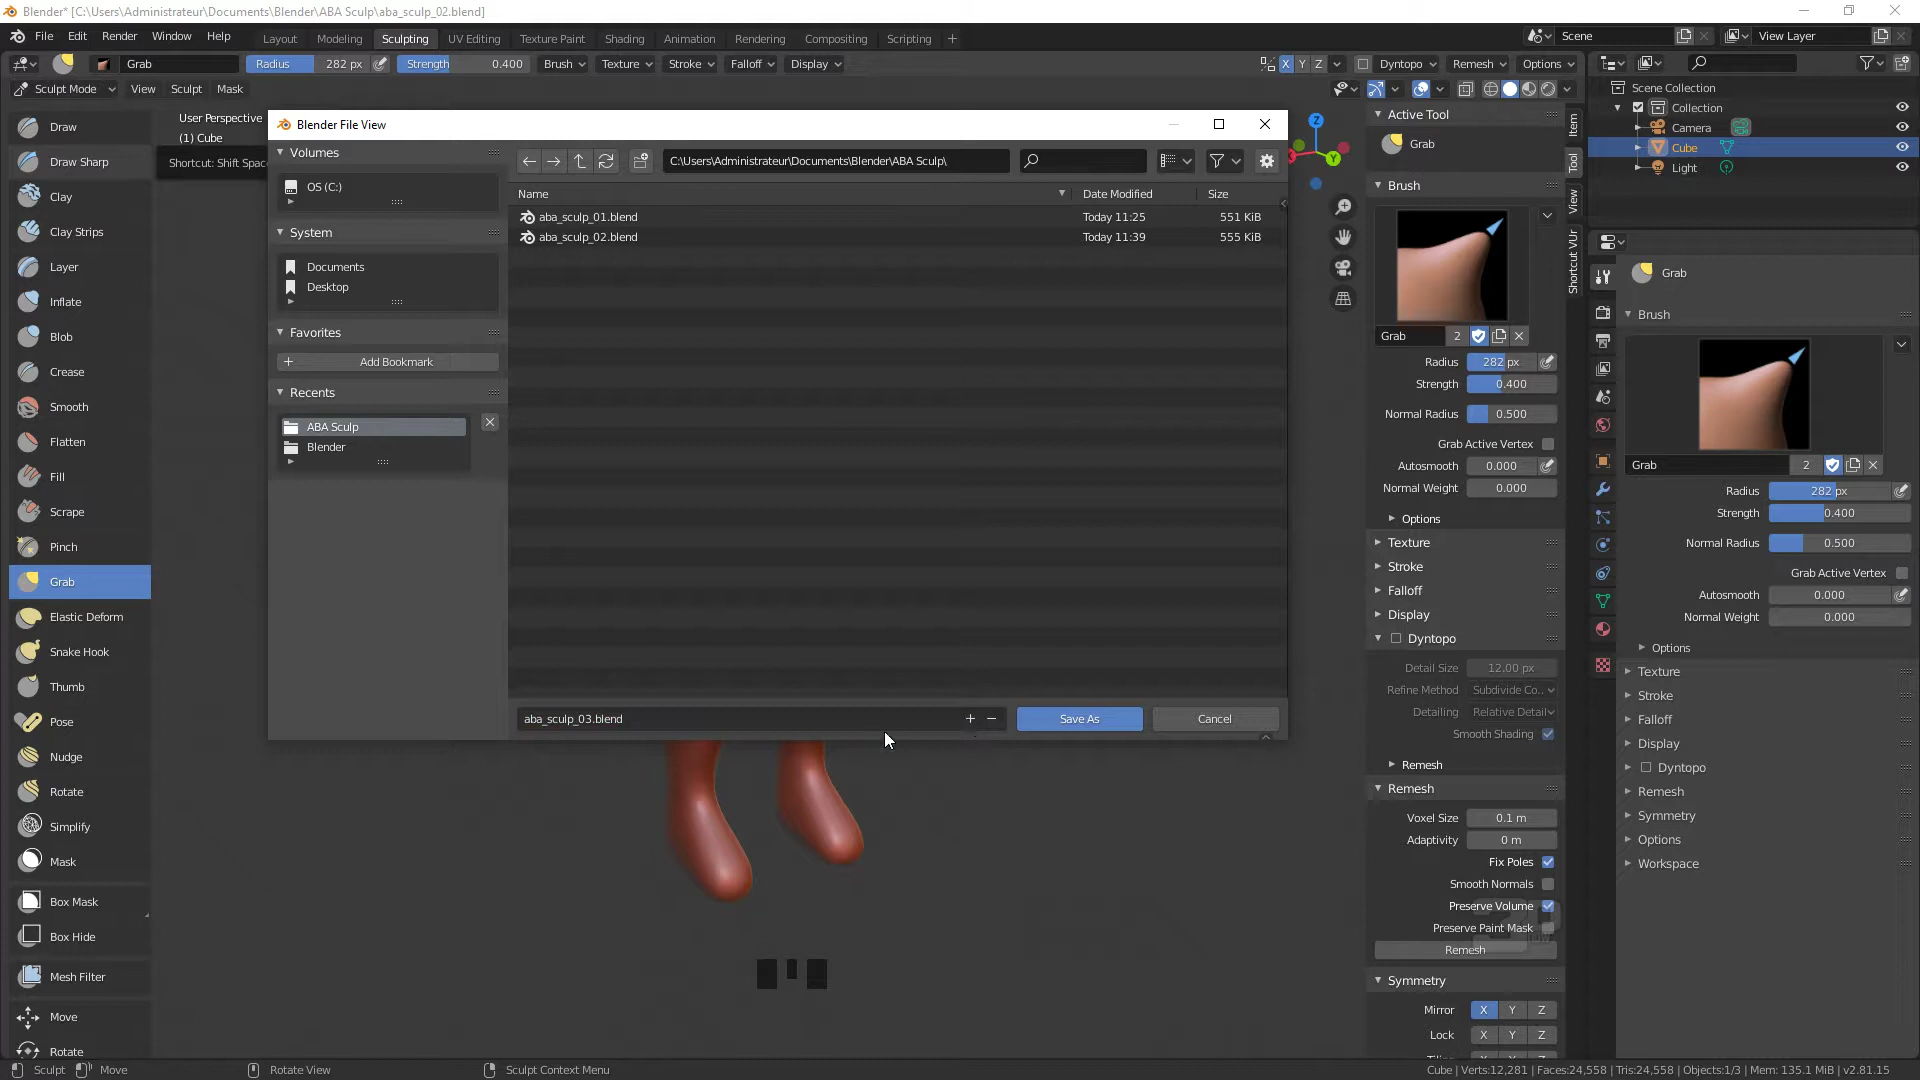 Blender* [C:\Users\Administrateur\Documents\Blender\ABA Sculp\aba_sculp_02.blend]
File Edit Render Window Help Layout Modeling Sculpting UV Editing Texture Paint Shading Animation Rendering Compositing Scripting + Scene View Layer
Grab Radius 282 px Strength 0.400 Brush Texture Stroke Falloff Display X Y Z Dyntopo Remesh Options
Sculpt Mode View Sculpt Mask
User Perspective
(1) Cube
Shortcut: Shift Spac
Draw
Draw Sharp
Clay
Clay Strips
Layer
Inflate
Blob
Crease
Smooth
Flatten
Fill
Scrape
Pinch
Grab
Elastic Deform
Snake Hook
Thumb
Pose
Nudge
Rotate
Simplify
Mask
Box Mask
Box Hide
Mesh Filter
Move
Rotate
Blender File View
Volumes
OS (C:)
System
Documents
Desktop
Favorites
Add Bookmark
Recents
ABA Sculp
Blender
C:\Users\Administrateur\Documents\Blender\ABA Sculp\
Name Date Modified Size
aba_sculp_01.blend Today 11:25 551 KiB
aba_sculp_02.blend Today 11:39 555 KiB
aba_sculp_03.blend + − Save As Cancel
Z
Y
Active Tool
Grab
Brush
Grab 2
Radius 282 px
Strength 0.400
Normal Radius 0.500
Grab Active Vertex
Autosmooth 0.000
Normal Weight 0.000
Options
Texture
Stroke
Falloff
Display
Dyntopo
Detail Size 12.00 px
Refine Method Subdivide Co..
Detailing Relative Detail
Smooth Shading
Remesh
Remesh
Voxel Size 0.1 m
Adaptivity 0 m
Fix Poles
Smooth Normals
Preserve Volume
Preserve Paint Mask
Remesh
Symmetry
Mirror X Y Z
Lock X Y Z
Item
Tool
View
Shortcut VUr
Scene Collection
Collection
Camera
Cube
Light
Grab
Brush
Grab 2
Radius 282 px
Strength 0.400
Normal Radius 0.500
Grab Active Vertex
Autosmooth 0.000
Normal Weight 0.000
Options
Texture
Stroke
Falloff
Display
Dyntopo
Remesh
Symmetry
Options
Workspace
Sculpt Move Rotate View Sculpt Context Menu Cube | Verts:12,281 | Faces:24,558 | Tris:24,558 | Objects:1/3 | Mem: 135.1 MiB | v2.81.15